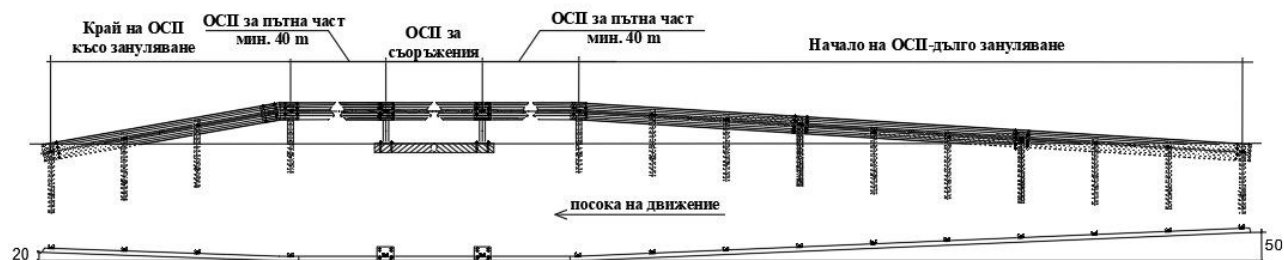 Край на ОСП
късо зануляване
ОСП за пътна част
мин. 40 m
ОСП за
съоръжения
ОСП за пътна част
мин. 40 m
Начало на ОСП-дълго зануляване
посока на движение
20
50